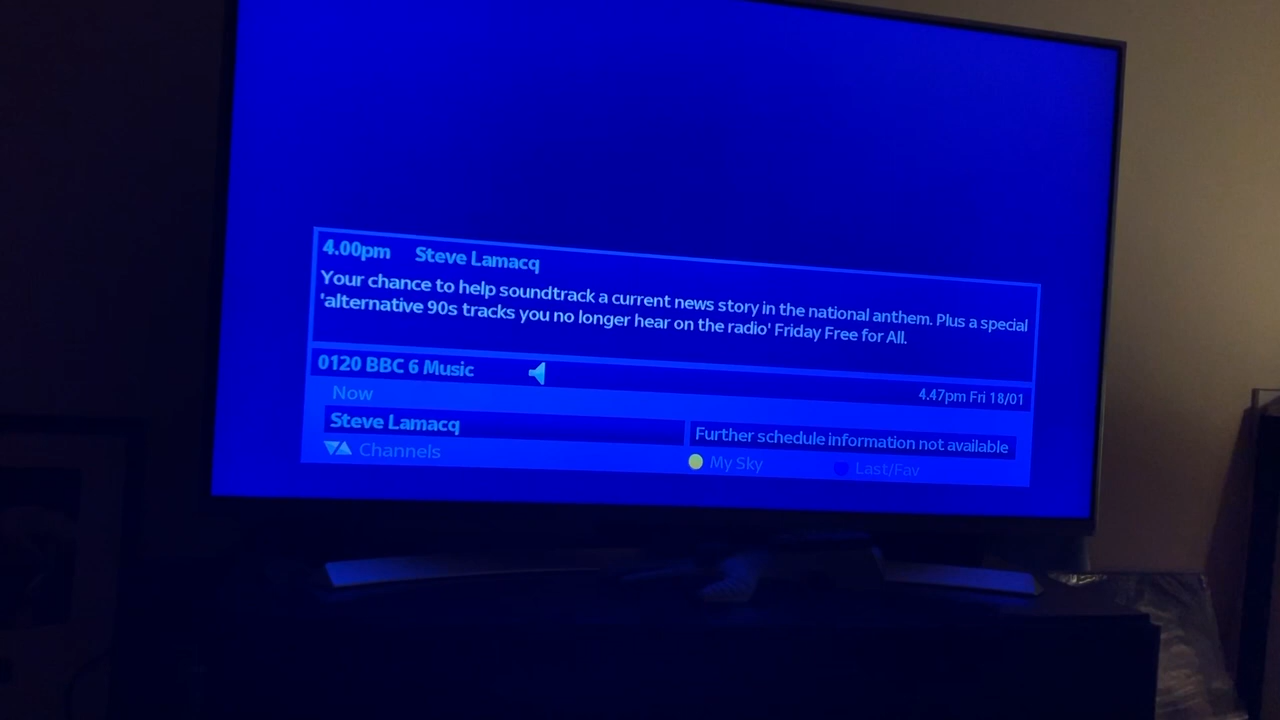 4.00pm Steve Lamacq
Your chance to help soundtrack a current news story in the national anthem. Plus a special
'alternative 90s tracks you no longer hear on the radio' Friday Free for All.
0120 BBC 6 Music 4.47pm Fri 18/01
Now
Steve Lamacq Further schedule information not available
Channels My Sky Last/Fav